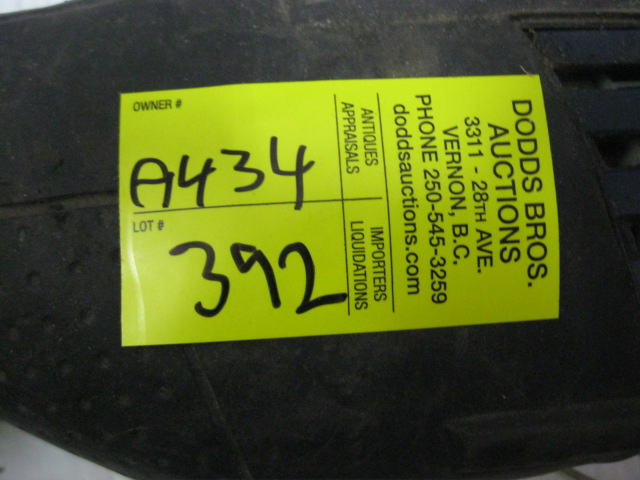 OWNER #
A434
LOT #
392
ANTIQUES
APPRAISALS
IMPORTERS
LIQUIDATIONS
DODDS BROS.
AUCTIONS
3311 - 28TH AVE.
VERNON, B.C.
PHONE 250-545-3259
doddsauctions.com